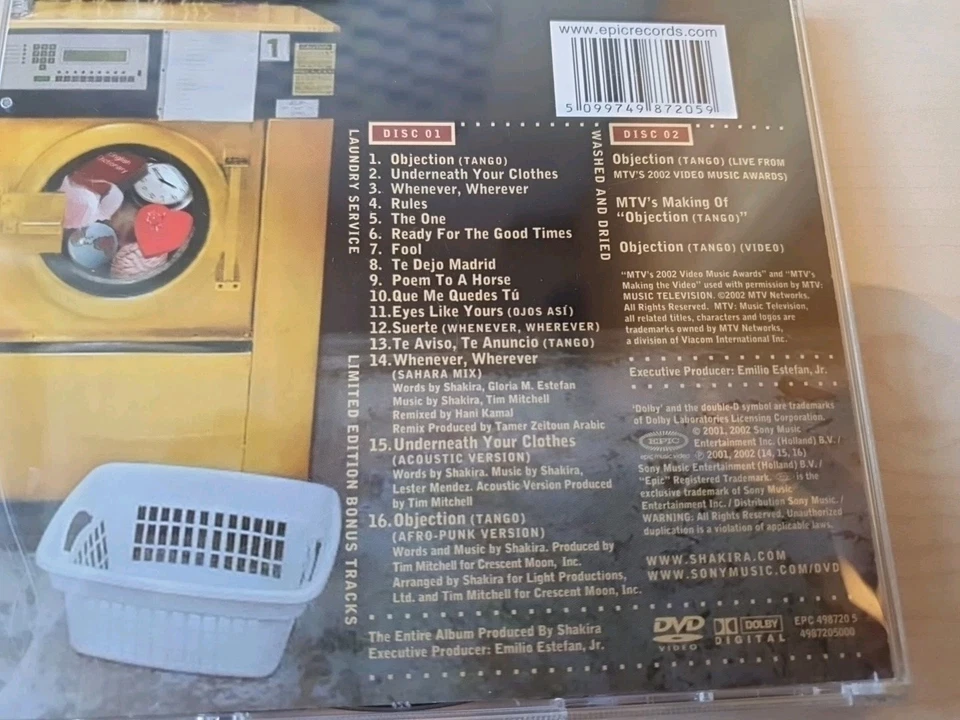 1
English
Dictionary
www.epicrecords.com
5 099749 872059
LAUNDRY SERVICE
DISC 01
1. Objection (TANGO)
2. Underneath Your Clothes
3. Whenever, Wherever
4. Rules
5. The One
6. Ready For The Good Times
7. Fool
8. Te Dejo Madrid
9. Poem To A Horse
10. Que Me Quedes Tú
11. Eyes Like Yours (OJOS ASÍ)
12. Suerte (WHENEVER, WHEREVER)
13. Te Aviso, Te Anuncio (TANGO)
LIMITED EDITION BONUS TRACKS
14. Whenever, Wherever
(SAHARA MIX)
Words by Shakira, Gloria M. Estefan
Music by Shakira, Tim Mitchell
Remixed by Hani Kamal
Remix Produced by Tamer Zeitoun Arabic
15. Underneath Your Clothes
(ACOUSTIC VERSION)
Words by Shakira. Music by Shakira,
Lester Mendez. Acoustic Version Produced
by Tim Mitchell
16. Objection (TANGO)
(AFRO-PUNK VERSION)
Words and Music by Shakira. Produced by
Tim Mitchell for Crescent Moon, Inc.
Arranged by Shakira for Light Productions,
Ltd. and Tim Mitchell for Crescent Moon, Inc.
The Entire Album Produced By Shakira
Executive Producer: Emilio Estefan, Jr.
WASHED AND DRIED
DISC 02
Objection (TANGO) (LIVE FROM
MTV'S 2002 VIDEO MUSIC AWARDS)
MTV's Making Of
"Objection (TANGO)"
Objection (TANGO) (VIDEO)
"MTV's 2002 Video Music Awards" and "MTV's
Making the Video" used with permission by MTV:
MUSIC TELEVISION. ©2002 MTV Networks.
All Rights Reserved. MTV: Music Television,
all related titles, characters and logos are
trademarks owned by MTV Networks,
a division of Viacom International Inc.
Executive Producer: Emilio Estefan, Jr.
'Dolby' and the double-D symbol are trademarks
of Dolby Laboratories Licensing Corporation.
© 2001, 2002 Sony Music
EPIC Entertainment Inc. (Holland) B.V./
epic music video ℗ 2001, 2002 (14, 15, 16)
Sony Music Entertainment (Holland) B.V./
"Epic" Registered Trademark. is the
exclusive trademark of Sony Music
Entertainment Inc./ Distribution Sony Music./
WARNING: All Rights Reserved. Unauthorized
duplication is a violation of applicable laws.
WWW.SHAKIRA.COM
WWW.SONYMUSIC.COM/DVD
DVD VIDEO
DOLBY DIGITAL
EPC 498720 5
4987205000